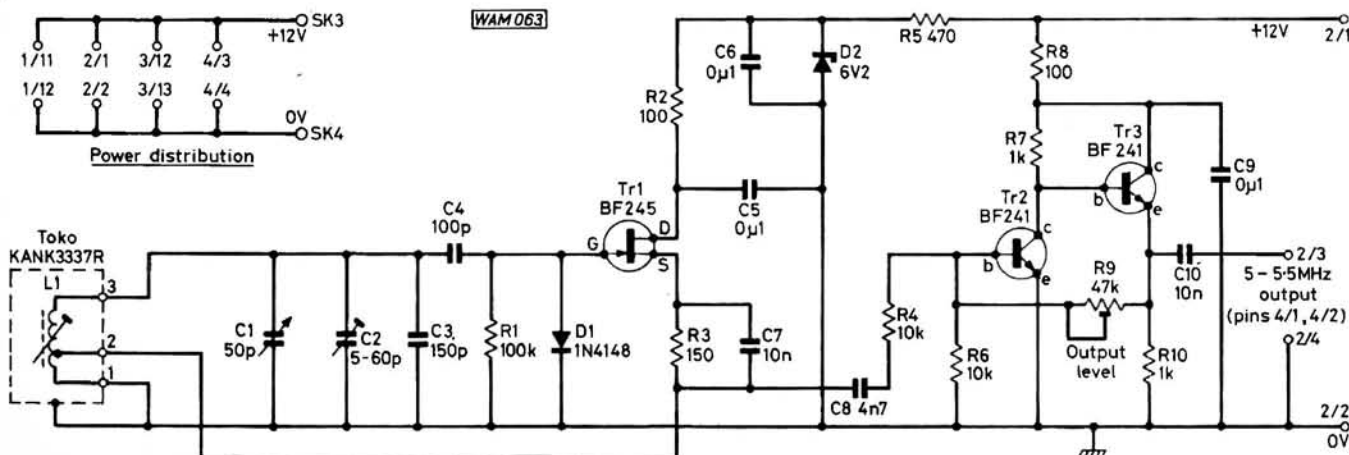 SK3
+12V
1/11 2/1 3/12 4/3
1/12 2/2 3/13 4/4
0V
SK4
Power distribution
WAM 063
Toko
KANK3337R
L1
3
2
1
C1
50p
C2
5-60p
C3
150p
C4
100p
R1
100k
D1
1N4148
Tr1
BF245
G
D
S
R2
100
C6
0µ1
D2
6V2
C5
0µ1
R3
150
C7
10n
C8 4n7
R5 470
R4
10k
R6
10k
Tr2
BF241
b
c
e
R7
1k
R8
100
+12V
2/1
Tr3
BF 241
b
c
e
C9
0µ1
R9
47k
Output
level
C10
10n
R10
1k
2/3
5 – 5·5MHz
output
(pins 4/1, 4/2)
2/4
2/2
0V